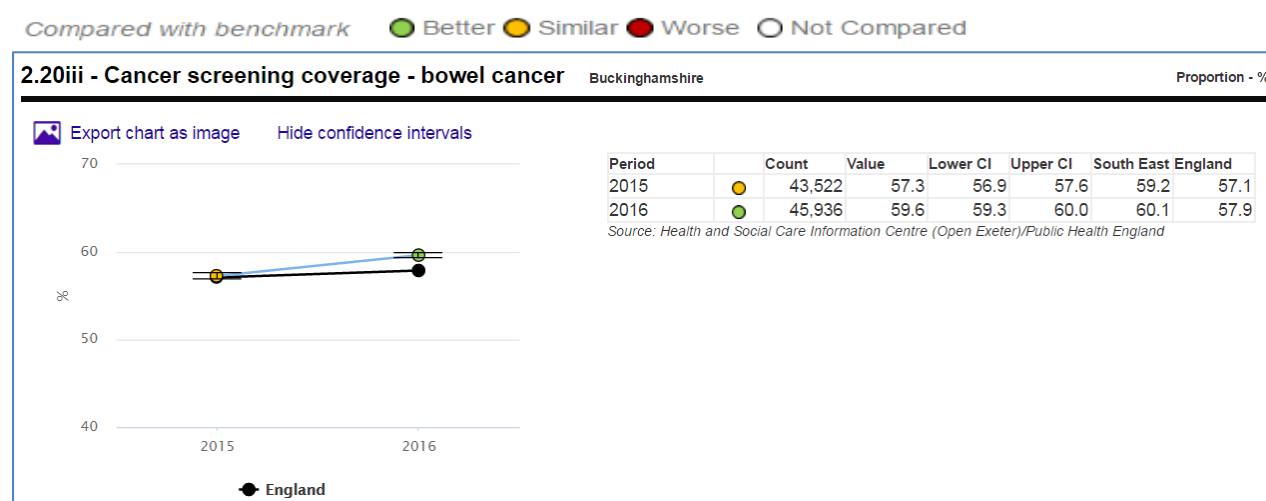 Compared with benchmark Better Similar Worse Not Compared
2.20iii - Cancer screening coverage - bowel cancer Buckinghamshire Proportion - %
Export chart as image Hide confidence intervals
Period Count Value Lower CI Upper CI South East England
2015 43,522 57.3 56.9 57.6 59.2 57.1
2016 45,936 59.6 59.3 60.0 60.1 57.9
Source: Health and Social Care Information Centre (Open Exeter)/Public Health England
70
60
%
50
40
2015 2016
England